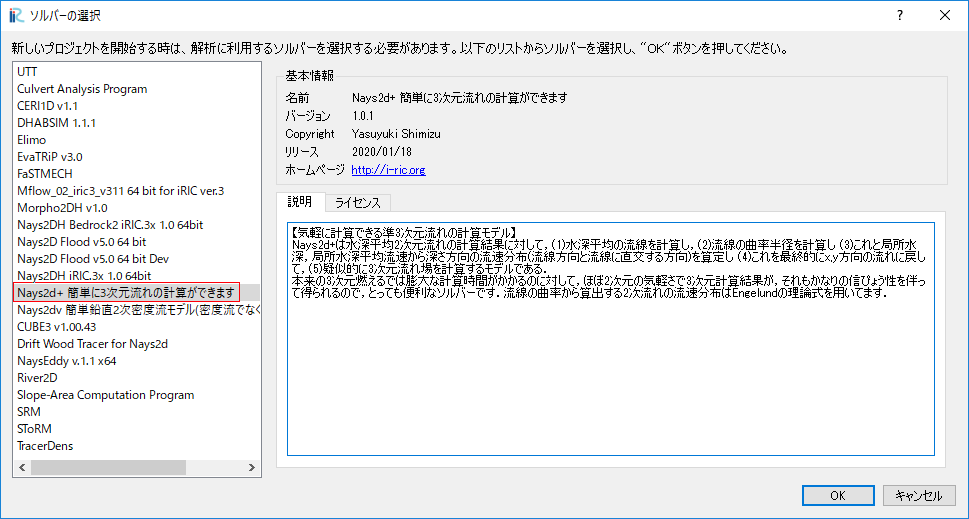 ソルバーの選択
新しいプロジェクトを開始する時は、解析に利用するソルバーを選択する必要があります。以下のリストからソルバーを選択し、"OK"ボタンを押してください。
UTT
Culvert Analysis Program
CERI1D v1.1
DHABSIM 1.1.1
Elimo
EvaTRiP v3.0
FaSTMECH
Mflow_02_iric3_v311 64 bit for iRIC ver.3
Morpho2DH v1.0
Nays2DH Bedrock2 iRIC.3x 1.0 64bit
Nays2D Flood v5.0 64 bit
Nays2D Flood v5.0 64 bit Dev
Nays2DH iRIC.3x 1.0 64bit
Nays2d+ 簡単に3次元流れの計算ができます
Nays2dv 簡単鉛直2次密度流モデル(密度流でなく
CUBE3 v1.00.43
Drift Wood Tracer for Nays2d
NaysEddy v.1.1 x64
River2D
Slope-Area Computation Program
SRM
SToRM
TracerDens
基本情報
名前 Nays2d+ 簡単に3次元流れの計算ができます
バージョン 1.0.1
Copyright Yasuyuki Shimizu
リリース 2020/01/18
ホームページ http://i-ric.org
説明 ライセンス
【気軽に計算できる準3次元流れの計算モデル】
Nays2d+は水深平均2次元流れの計算結果に対して,(1)水深平均の流線を計算し,(2)流線の曲率半径を計算し (3)これと局所水
深, 局所水深平均流速から深さ方向の流速分布(流線方向と流線に直交する方向)を算定し (4)これを最終的にx,y方向の流れに戻し
て,(5)疑似的に3次元流れ場を計算するモデルである.
本来の3次元燃えるでは膨大な計算時間がかかるのに対して,ほぼ2次元の気軽さで3次元計算結果が,それもかなりの信ぴょう性を伴っ
て得られるので,とっても便利なソルバーです.流線の曲率から算出する2次流れの流速分布はEngelundの理論式を用いてます.
OK キャンセル